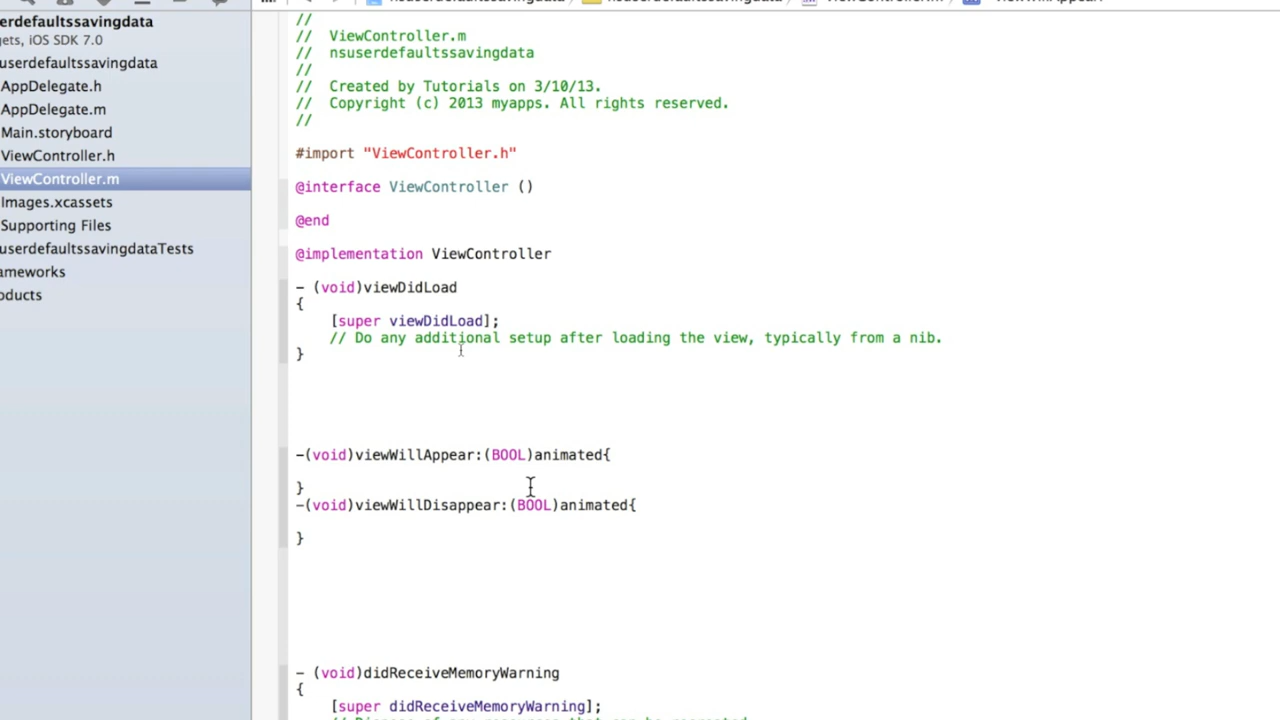 erdefaultssavingdata
gets, iOS SDK 7.0
userdefaultssavingdata
AppDelegate.h
AppDelegate.m
Main.storyboard
ViewController.h
ViewController.m
Images.xcassets
Supporting Files
userdefaultssavingdataTests
ameworks
oducts
//
//  ViewController.m
//  nsuserdefaultssavingdata
//
//  Created by Tutorials on 3/10/13.
//  Copyright (c) 2013 myapps. All rights reserved.
//
#import "ViewController.h"
@interface ViewController ()
@end
@implementation ViewController
- (void)viewDidLoad
{
[super viewDidLoad];
// Do any additional setup after loading the view, typically from a nib.
}
-(void)viewWillAppear:(BOOL)animated{
}
-(void)viewWillDisappear:(BOOL)animated{
}
- (void)didReceiveMemoryWarning
{
[super didReceiveMemoryWarning];